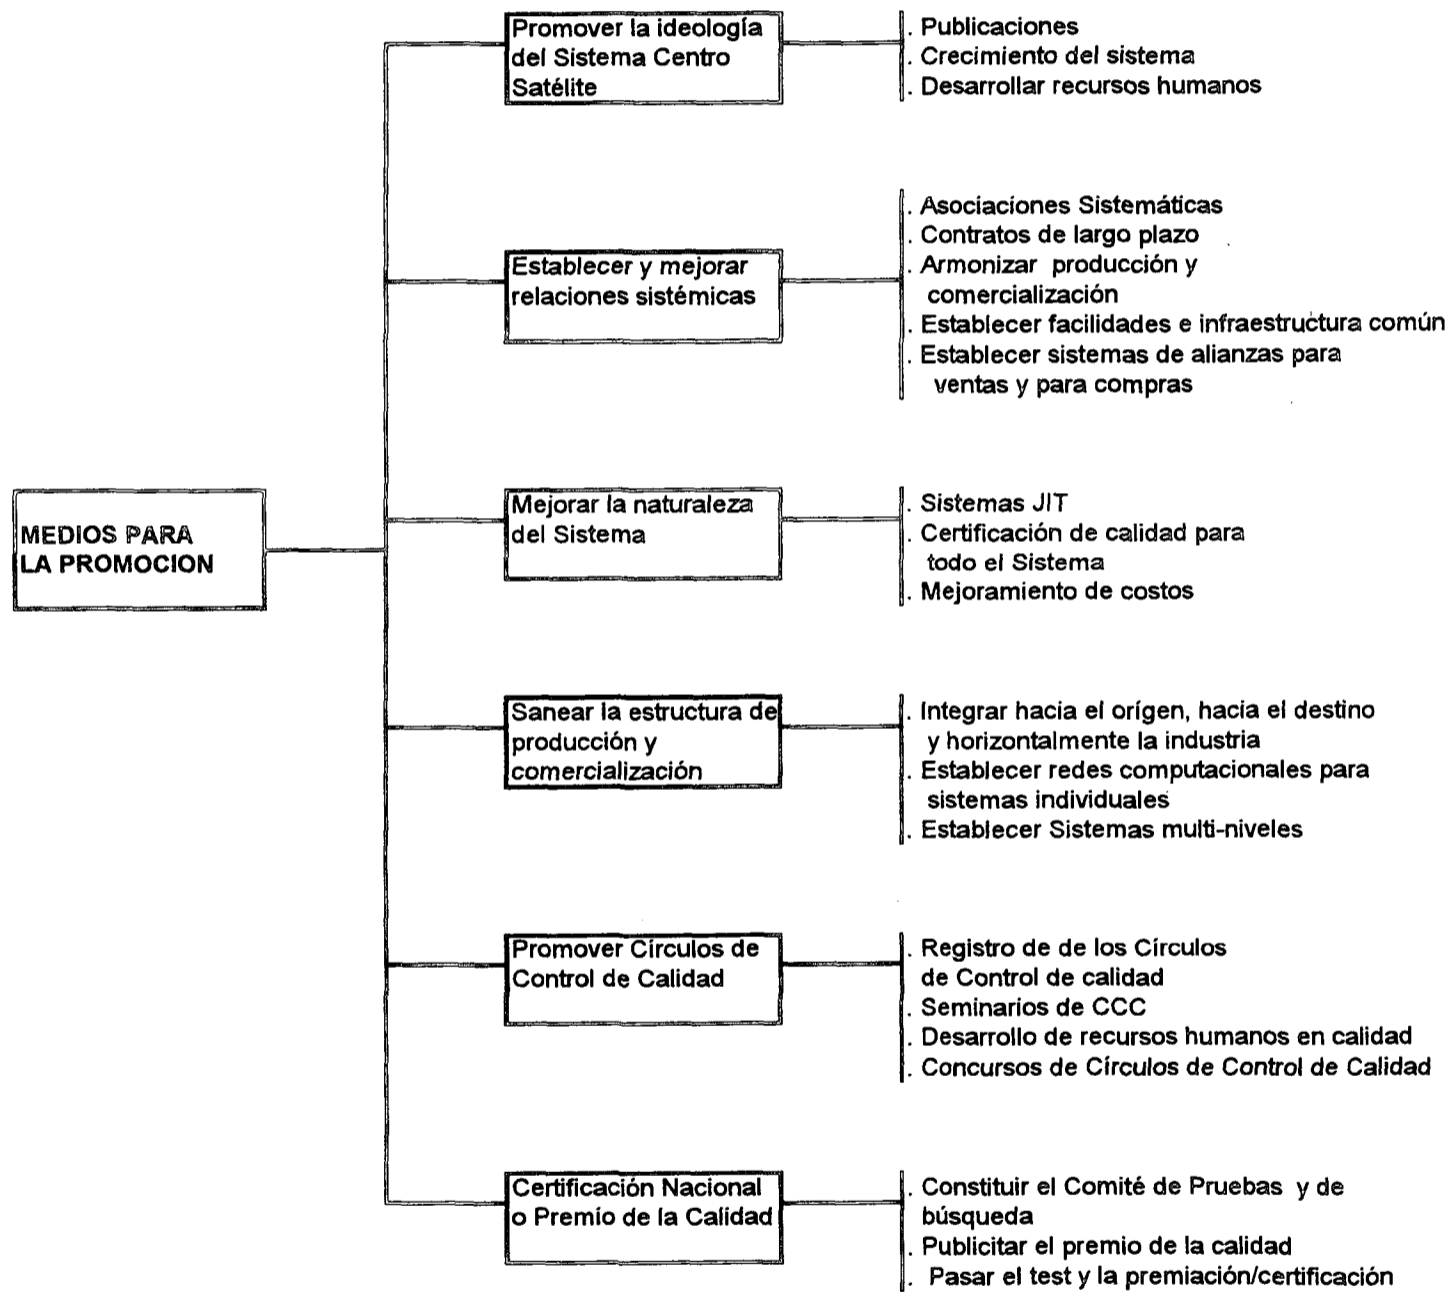 Promover la ideología
del Sistema Centro
Satélite
. Publicaciones
. Crecimiento del sistema
. Desarrollar recursos humanos
Establecer y mejorar
relaciones sistémicas
. Asociaciones Sistemáticas
. Contratos de largo plazo
. Armonizar producción y
comercialización
. Establecer facilidades e infraestructura común
. Establecer sistemas de alianzas para
ventas y para compras
MEDIOS PARA
LA PROMOCION
Mejorar la naturaleza
del Sistema
. Sistemas JIT
. Certificación de calidad para
todo el Sistema
. Mejoramiento de costos
Sanear la estructura de
producción y
comercialización
. Integrar hacia el orígen, hacia el destino
y horizontalmente la industria
. Establecer redes computacionales para
sistemas individuales
. Establecer Sistemas multi-niveles
Promover Círculos de
Control de Calidad
. Registro de de los Círculos
de Control de calidad
. Seminarios de CCC
. Desarrollo de recursos humanos en calidad
. Concursos de Círculos de Control de Calidad
Certificación Nacional
o Premio de la Calidad
. Constituir el Comité de Pruebas y de
búsqueda
. Publicitar el premio de la calidad
. Pasar el test y la premiación/certificación